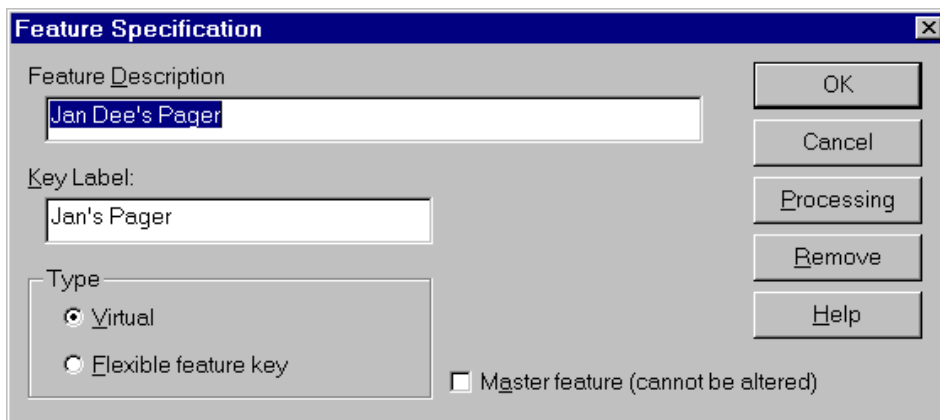 Feature Specification
Feature Description
OK
Jan Dee's Pager
Cancel
Key Label:
Processing
Jan's Pager
Remove
Type
Virtual
Help
Flexible feature key
Master feature (cannot be altered)